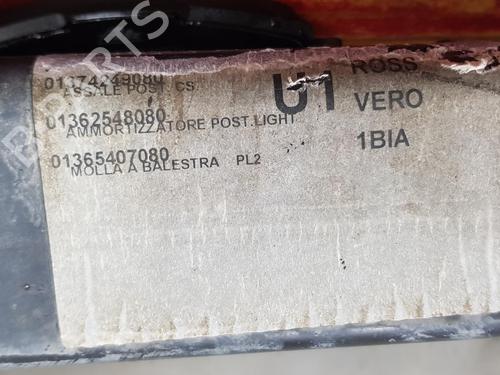 01374249080
ASSALE POST. CS.
01362548080
AMMORTIZZATORE POST. LIGHT
01365407080
MOLLA A BALESTRA PL2
U1
ROSS
VERO
1BIA